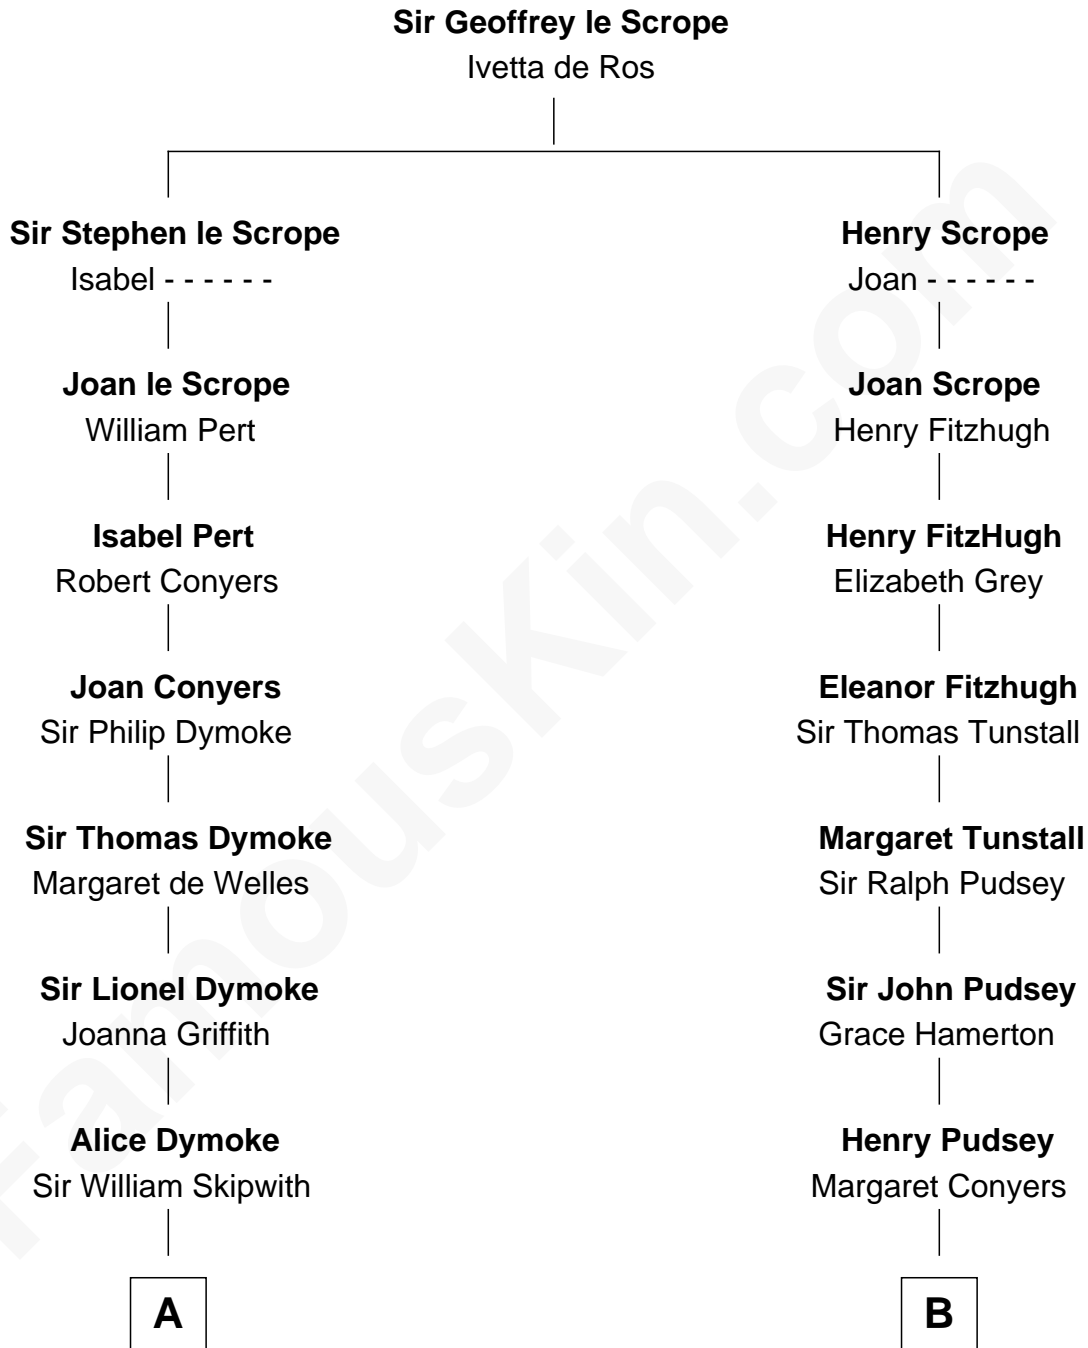 Sir Geoffrey le Scrope
Ivetta de Ros
Sir Stephen le Scrope
Isabel - - - - - -
Henry Scrope
Joan - - - - - -
Joan le Scrope
William Pert
Joan Scrope
Henry Fitzhugh
Isabel Pert
Robert Conyers
Henry FitzHugh
Elizabeth Grey
Joan Conyers
Sir Philip Dymoke
Eleanor Fitzhugh
Sir Thomas Tunstall
Sir Thomas Dymoke
Margaret de Welles
Margaret Tunstall
Sir Ralph Pudsey
Sir Lionel Dymoke
Joanna Griffith
Sir John Pudsey
Grace Hamerton
Alice Dymoke
Sir William Skipwith
Henry Pudsey
Margaret Conyers
A
B
FamousKin.com